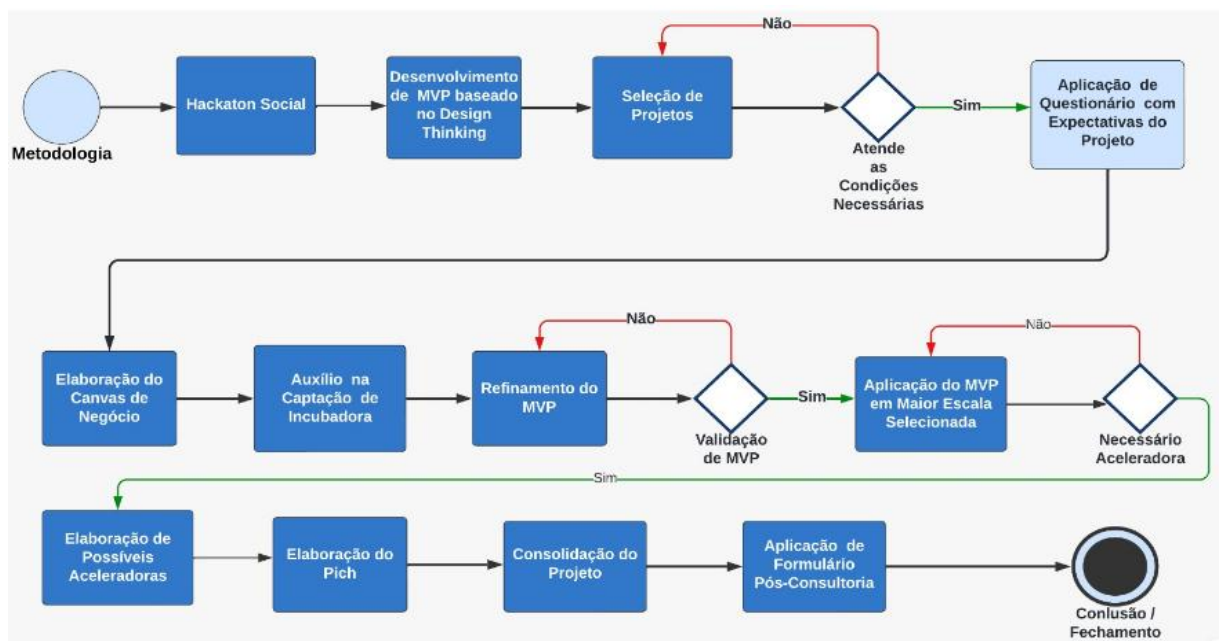 Não
Metodologia
Hackaton Social
Desenvolvimento
de MVP baseado
no Design
Thinking
Seleção de
Projetos
Atende
as
Condições
Necessárias
Sim
Aplicação de
Questionário com
Expectativas do
Projeto
Elaboração do
Canvas de
Negócio
Auxílio na
Captação de
Incubadora
Não
Refinamento do
MVP
Validação
de MVP
Sim
Não
Aplicação do MVP
em Maior Escala
Selecionada
Necessário
Aceleradora
Sim
Elaboração de
Possíveis
Aceleradoras
Elaboração do
Pich
Consolidação do
Projeto
Aplicação de
Formulário
Pós-Consultoria
Conlusão /
Fechamento